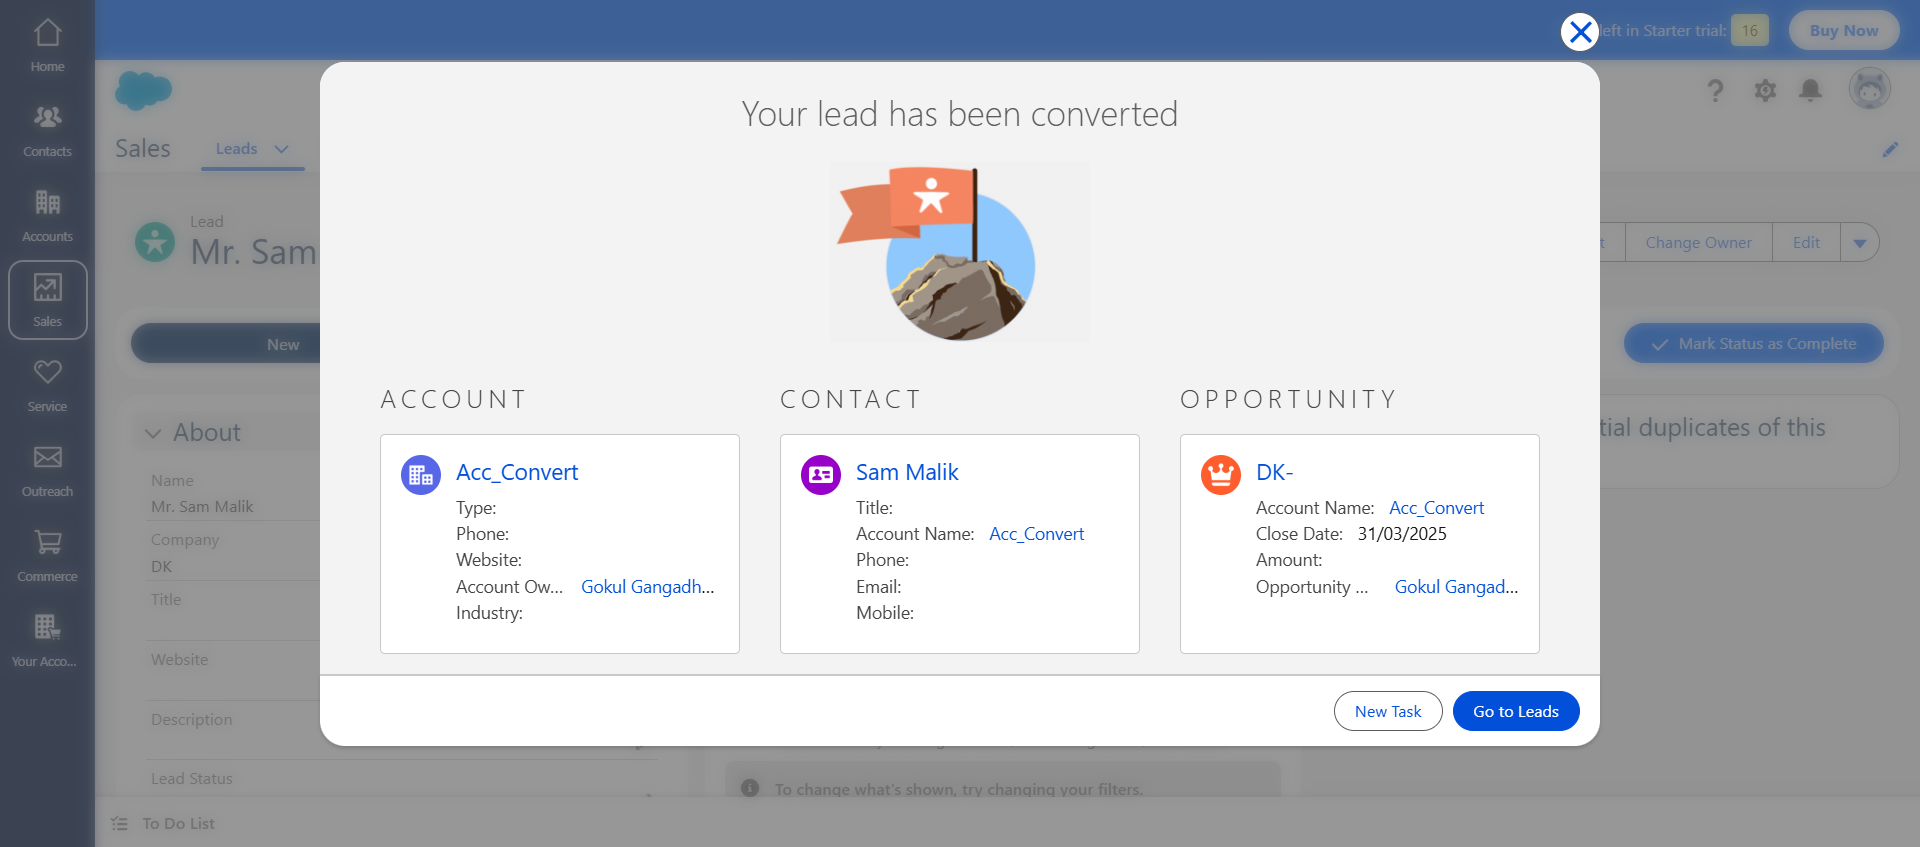 Home
Contacts
Accounts
Sales
Service
Outreach
Commerce
Your Acco...
left in Starter trial: 16
Buy Now
Sales
Leads
Lead
Mr. Sam
Change Owner
Edit
New
Mark Status as Complete
About
Name
Mr. Sam Malik
Company
DK
Title
Website
Description
Lead Status
tial duplicates of this
To change what's shown, try changing your filters.
To Do List
Your lead has been converted
ACCOUNT
Acc_Convert
Type:
Phone:
Website:
Account Ow... Gokul Gangadh...
Industry:
CONTACT
Sam Malik
Title:
Account Name: Acc_Convert
Phone:
Email:
Mobile:
OPPORTUNITY
DK-
Account Name: Acc_Convert
Close Date: 31/03/2025
Amount:
Opportunity ... Gokul Gangad...
New Task
Go to Leads